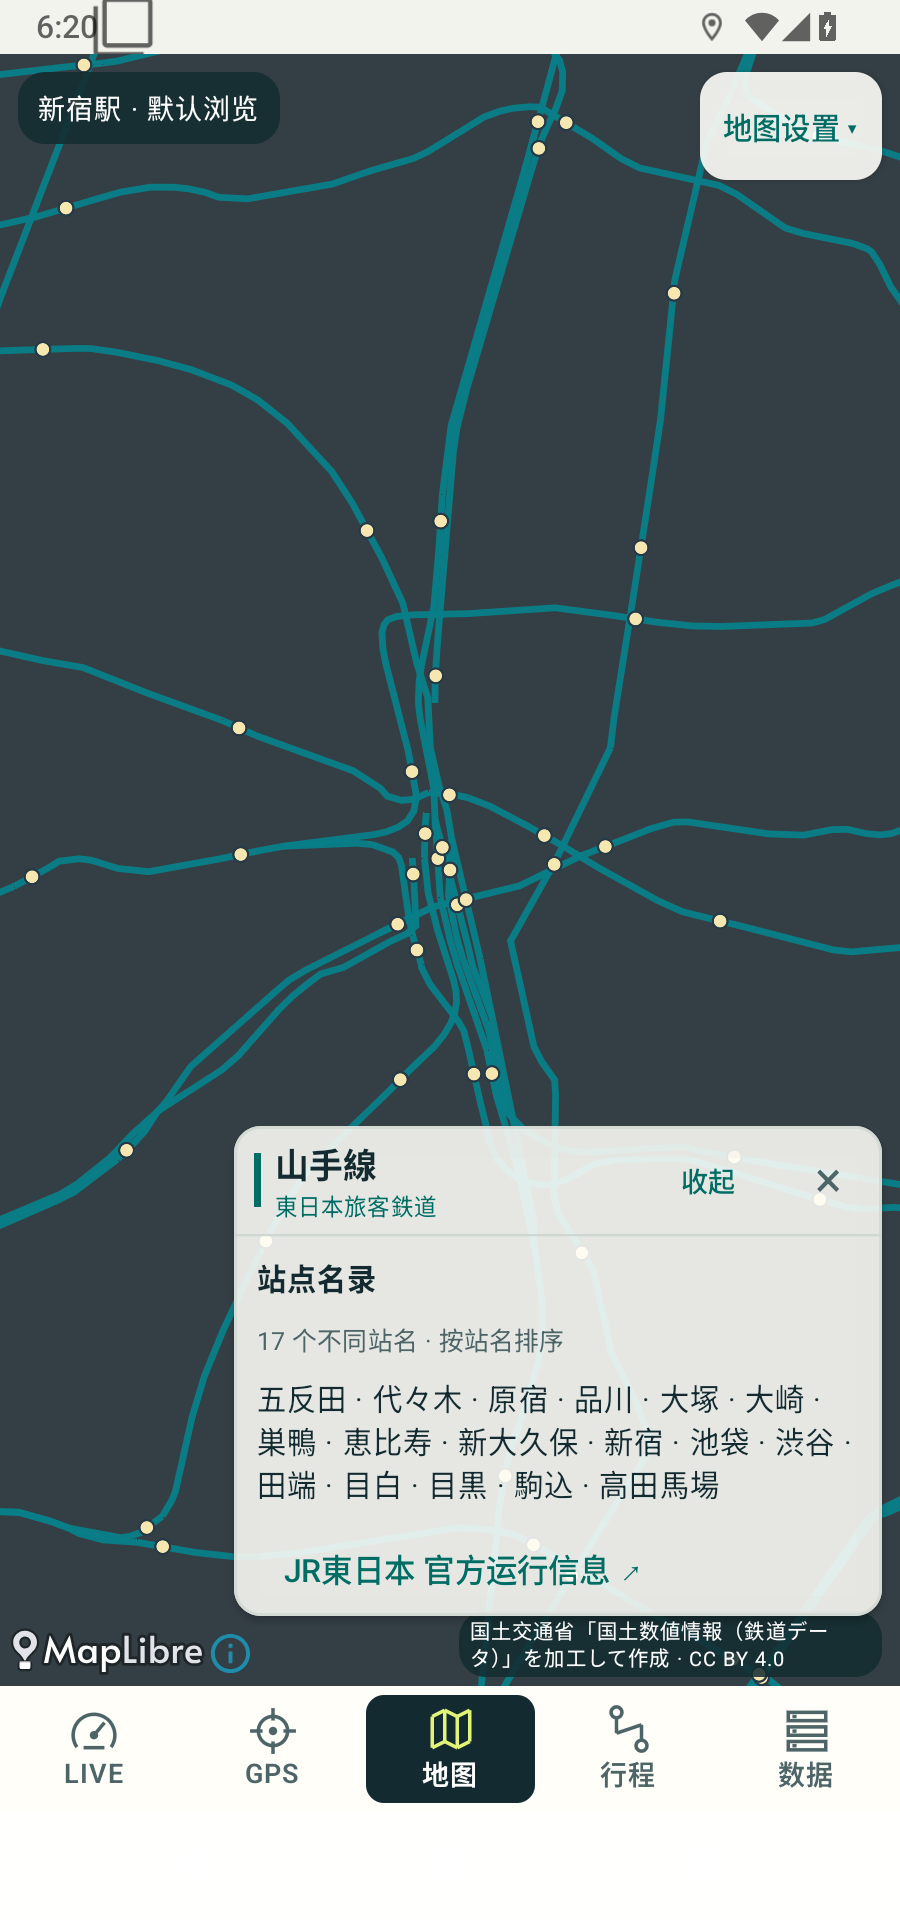 6:20
新宿駅 · 默认浏览
地图设置 ▾
山手線
東日本旅客鉄道
收起
站点名录
17 个不同站名 · 按站名排序
五反田 · 代々木 · 原宿 · 品川 · 大塚 · 大崎 ·
巣鴨 · 恵比寿 · 新大久保 · 新宿 · 池袋 · 渋谷 ·
田端 · 目白 · 目黒 · 駒込 · 高田馬場
JR東日本 官方运行信息 ↗
MapLibre
国土交通省「国土数値情報（鉄道デー
タ）」を加工して作成 · CC BY 4.0
LIVE
GPS
地图
行程
数据